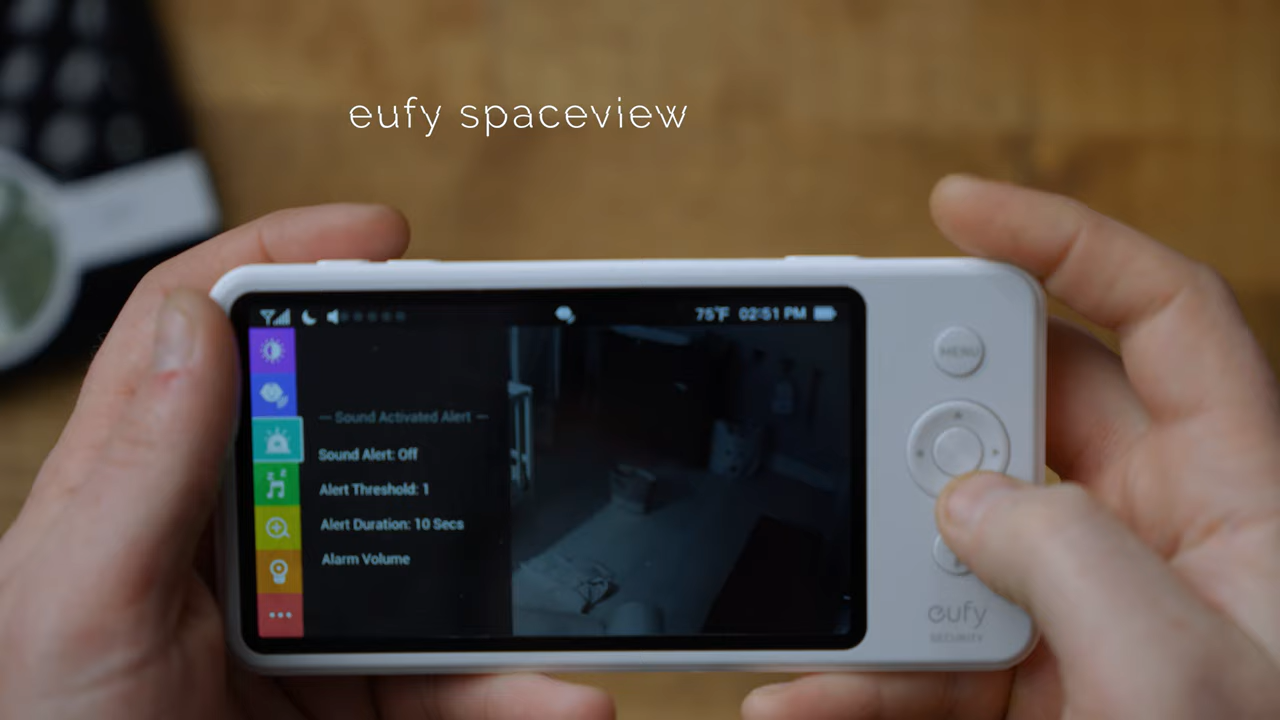 eufy spaceview
75°F 02:51 PM
— Sound Activated Alert —
Sound Alert: Off
Alert Threshold: 1
Alert Duration: 10 Secs
Alarm Volume
MENU
eufy
SECURITY